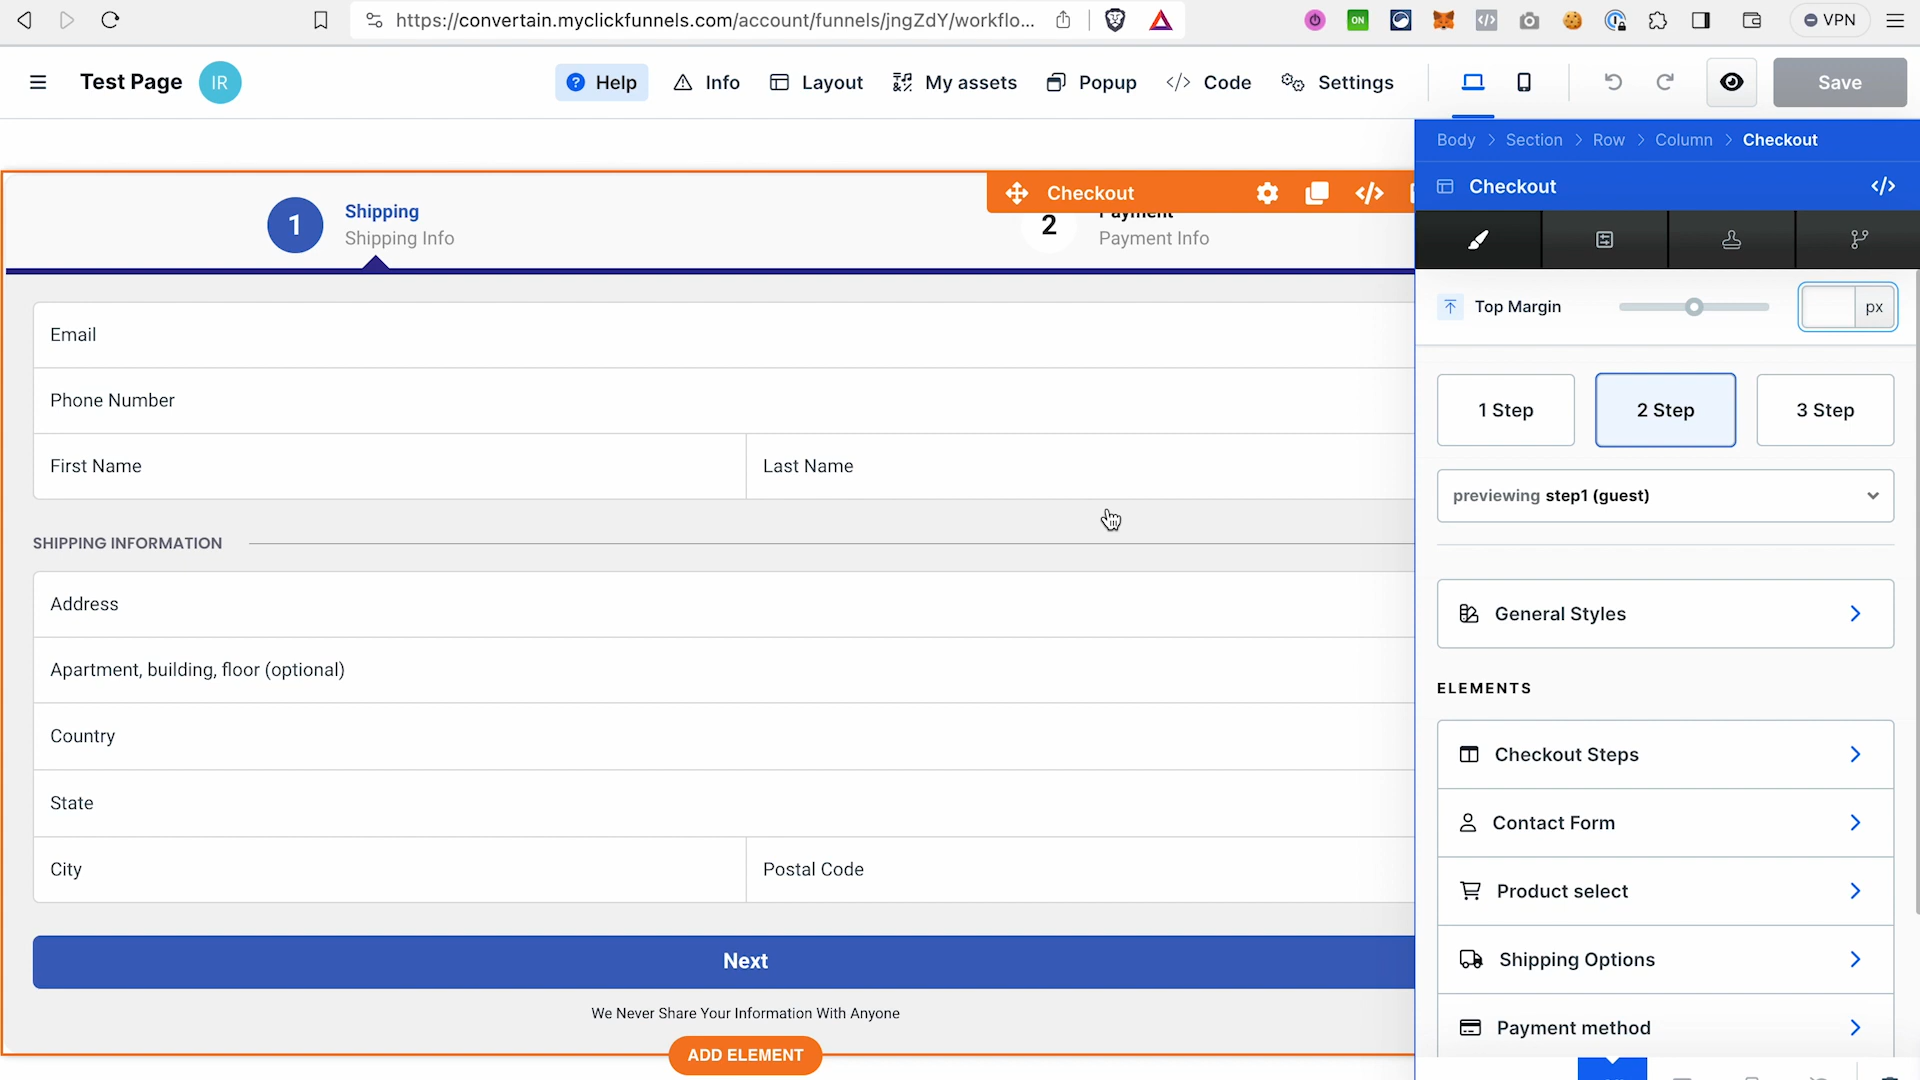 https://convertain.myclickfunnels.com/account/funnels/jngZdY/workflo...
ON
VPN
Test Page
IR
Help
Info
Layout
My assets
Popup
Code
Settings
Save
Body > Section > Row > Column > Checkout
Checkout
Checkout
1
Shipping
Shipping Info
2
Payment
Payment Info
Top Margin
px
Email
Phone Number
First Name
Last Name
1 Step
2 Step
3 Step
previewing step1 (guest)
SHIPPING INFORMATION
General Styles
Address
Apartment, building, floor (optional)
Country
State
City
Postal Code
ELEMENTS
Checkout Steps
Contact Form
Product select
Shipping Options
Payment method
Next
We Never Share Your Information With Anyone
ADD ELEMENT